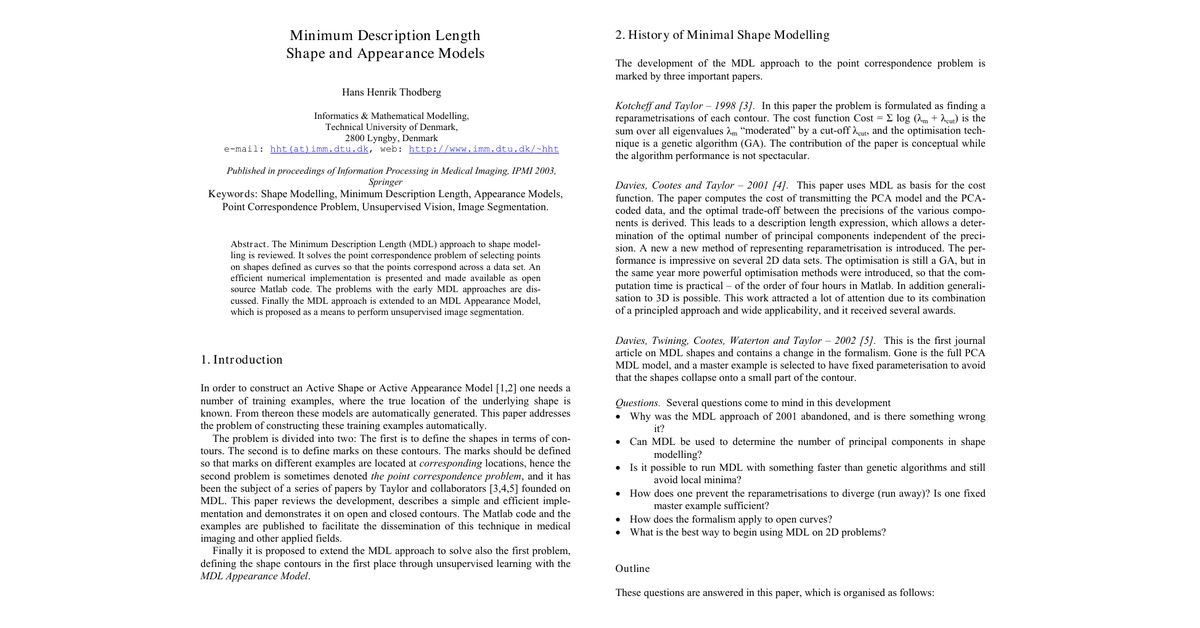 Minimum Description Length
Shape and Appearance Models
Hans Henrik Thodberg
Informatics & Mathematical Modelling,
Technical University of Denmark,
2800 Lyngby, Denmark
e-mail: hht(at)imm.dtu.dk, web: http://www.imm.dtu.dk/~hht
Published in proceedings of Information Processing in Medical Imaging, IPMI 2003,
Springer
Keywords: Shape Modelling, Minimum Description Length, Appearance Models,
Point Correspondence Problem, Unsupervised Vision, Image Segmentation.
Abstract. The Minimum Description Length (MDL) approach to shape model-
ling is reviewed. It solves the point correspondence problem of selecting points
on shapes defined as curves so that the points correspond across a data set. An
efficient numerical implementation is presented and made available as open
source Matlab code. The problems with the early MDL approaches are dis-
cussed. Finally the MDL approach is extended to an MDL Appearance Model,
which is proposed as a means to perform unsupervised image segmentation.
1. Introduction
In order to construct an Active Shape or Active Appearance Model [1,2] one needs a
number of training examples, where the true location of the underlying shape is
known. From thereon these models are automatically generated. This paper addresses
the problem of constructing these training examples automatically.
The problem is divided into two: The first is to define the shapes in terms of con-
tours. The second is to define marks on these contours. The marks should be defined
so that marks on different examples are located at corresponding locations, hence the
second problem is sometimes denoted the point correspondence problem, and it has
been the subject of a series of papers by Taylor and collaborators [3,4,5] founded on
MDL. This paper reviews the development, describes a simple and efficient imple-
mentation and demonstrates it on open and closed contours. The Matlab code and the
examples are published to facilitate the dissemination of this technique in medical
imaging and other applied fields.
Finally it is proposed to extend the MDL approach to solve also the first problem,
defining the shape contours in the first place through unsupervised learning with the
MDL Appearance Model.
2. History of Minimal Shape Modelling
The development of the MDL approach to the point correspondence problem is
marked by three important papers.
Kotcheff and Taylor – 1998 [3]. In this paper the problem is formulated as finding a
reparametrisations of each contour. The cost function Cost = Σ log (λm + λcut) is the
sum over all eigenvalues λm “moderated” by a cut-off λcut, and the optimisation tech-
nique is a genetic algorithm (GA). The contribution of the paper is conceptual while
the algorithm performance is not spectacular.
Davies, Cootes and Taylor – 2001 [4]. This paper uses MDL as basis for the cost
function. The paper computes the cost of transmitting the PCA model and the PCA-
coded data, and the optimal trade-off between the precisions of the various compo-
nents is derived. This leads to a description length expression, which allows a deter-
mination of the optimal number of principal components independent of the preci-
sion. A new a new method of representing reparametrisation is introduced. The per-
formance is impressive on several 2D data sets. The optimisation is still a GA, but in
the same year more powerful optimisation methods were introduced, so that the com-
putation time is practical – of the order of four hours in Matlab. In addition generali-
sation to 3D is possible. This work attracted a lot of attention due to its combination
of a principled approach and wide applicability, and it received several awards.
Davies, Twining, Cootes, Waterton and Taylor – 2002 [5]. This is the first journal
article on MDL shapes and contains a change in the formalism. Gone is the full PCA
MDL model, and a master example is selected to have fixed parameterisation to avoid
that the shapes collapse onto a small part of the contour.
Questions. Several questions come to mind in this development
• Why was the MDL approach of 2001 abandoned, and is there something wrong
it?
• Can MDL be used to determine the number of principal components in shape
modelling?
• Is it possible to run MDL with something faster than genetic algorithms and still
avoid local minima?
• How does one prevent the reparametrisations to diverge (run away)? Is one fixed
master example sufficient?
• How does the formalism apply to open curves?
• What is the best way to begin using MDL on 2D problems?
Outline
These questions are answered in this paper, which is organised as follows: